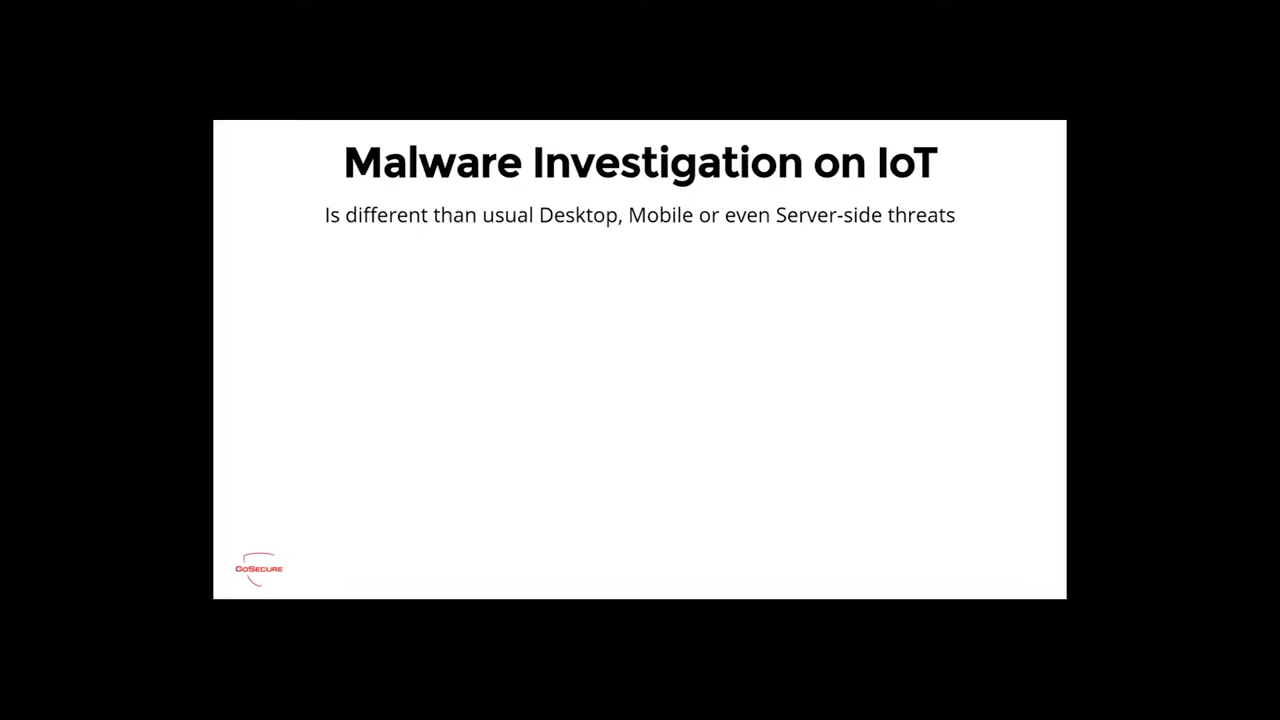 Malware Investigation on IoT
Is different than usual Desktop, Mobile or even Server-side threats
GoSecure